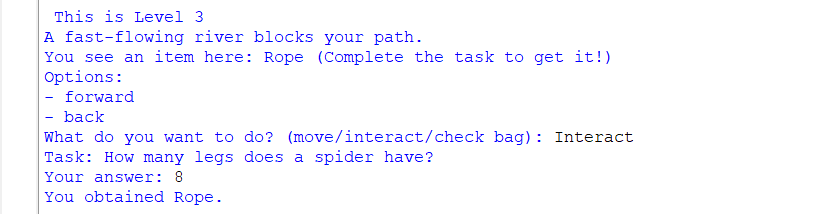 This is Level 3
A fast-flowing river blocks your path.
You see an item here: Rope (Complete the task to get it!)
Options:
- forward
- back
What do you want to do? (move/interact/check bag): Interact
Task: How many legs does a spider have?
Your answer: 8
You obtained Rope.